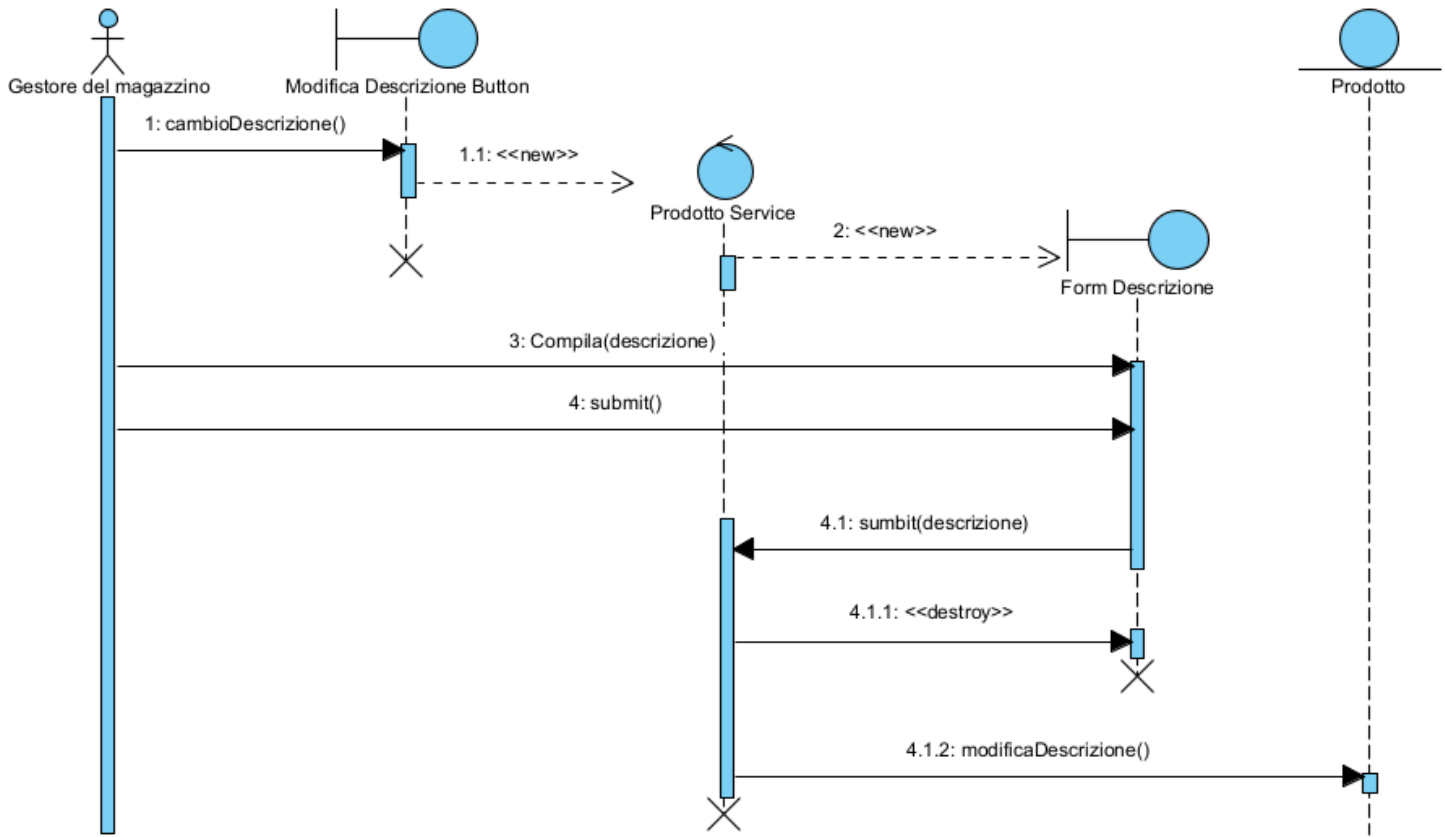 Gestore del magazzino
Modifica Descrizione Button
Prodotto
1: cambioDescrizione()
1.1: <<new>>
Prodotto Service
2: <<new>>
Form Descrizione
3: Compila(descrizione)
4: submit()
4.1: sumbit(descrizione)
4.1.1: <<destroy>>
4.1.2: modificaDescrizione()